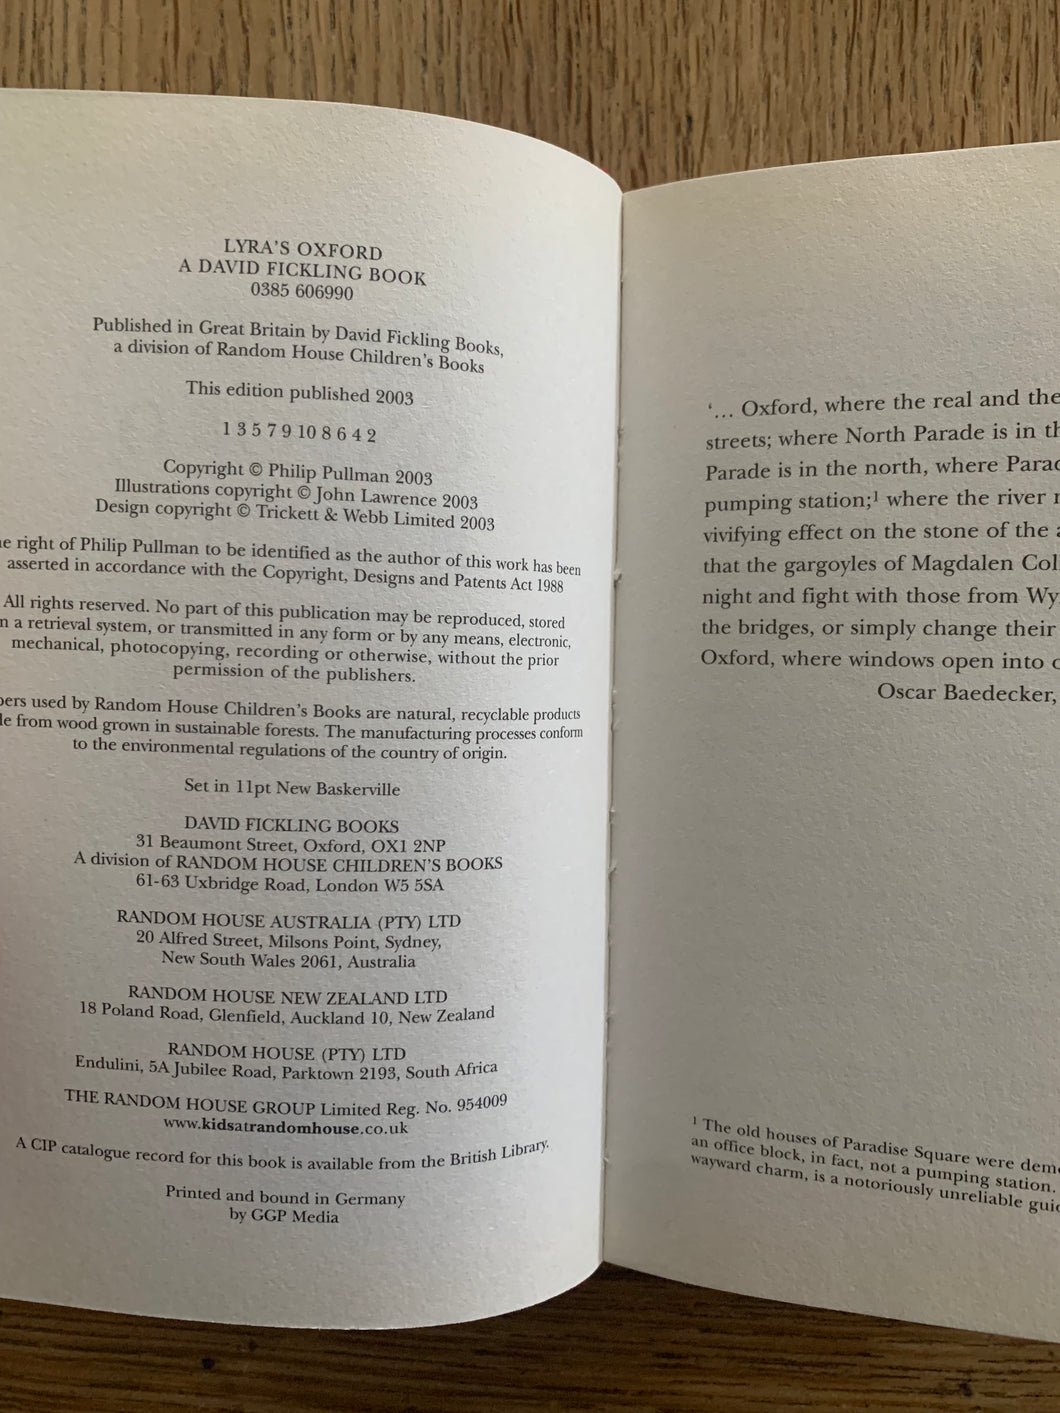 LYRA'S OXFORD
A DAVID FICKLING BOOK
0385 606990
Published in Great Britain by David Fickling Books,
a division of Random House Children's Books
This edition published 2003
1 3 5 7 9 10 8 6 4 2
Copyright © Philip Pullman 2003
Illustrations copyright © John Lawrence 2003
Design copyright © Trickett & Webb Limited 2003
right of Philip Pullman to be identified as the author of this work has been
asserted in accordance with the Copyright, Designs and Patents Act 1988
All rights reserved. No part of this publication may be reproduced, stored
a retrieval system, or transmitted in any form or by any means, electronic,
mechanical, photocopying, recording or otherwise, without the prior
permission of the publishers.
used by Random House Children's Books are natural, recyclable products
from wood grown in sustainable forests. The manufacturing processes conform
to the environmental regulations of the country of origin.
Set in 11pt New Baskerville
DAVID FICKLING BOOKS
31 Beaumont Street, Oxford, OX1 2NP
A division of RANDOM HOUSE CHILDREN'S BOOKS
61-63 Uxbridge Road, London W5 5SA
RANDOM HOUSE AUSTRALIA (PTY) LTD
20 Alfred Street, Milsons Point, Sydney,
New South Wales 2061, Australia
RANDOM HOUSE NEW ZEALAND LTD
18 Poland Road, Glenfield, Auckland 10, New Zealand
RANDOM HOUSE (PTY) LTD
Endulini, 5A Jubilee Road, Parktown 2193, South Africa
THE RANDOM HOUSE GROUP Limited Reg. No. 954009
www.kidsatrandomhouse.co.uk
A CIP catalogue record for this book is available from the British Library.
Printed and bound in Germany
by GGP Media
'… Oxford, where the real and the
streets; where North Parade is in
Parade is in the north, where
pumping station;¹ where the river
vivifying effect on the stone of the
that the gargoyles of Magdalen
night and fight with those from
the bridges, or simply change their
Oxford, where windows open into
Oscar Baedecker,
¹ The old houses of Paradise Square were
an office block, in fact, not a pumping station.
wayward charm, is a notoriously unreliable